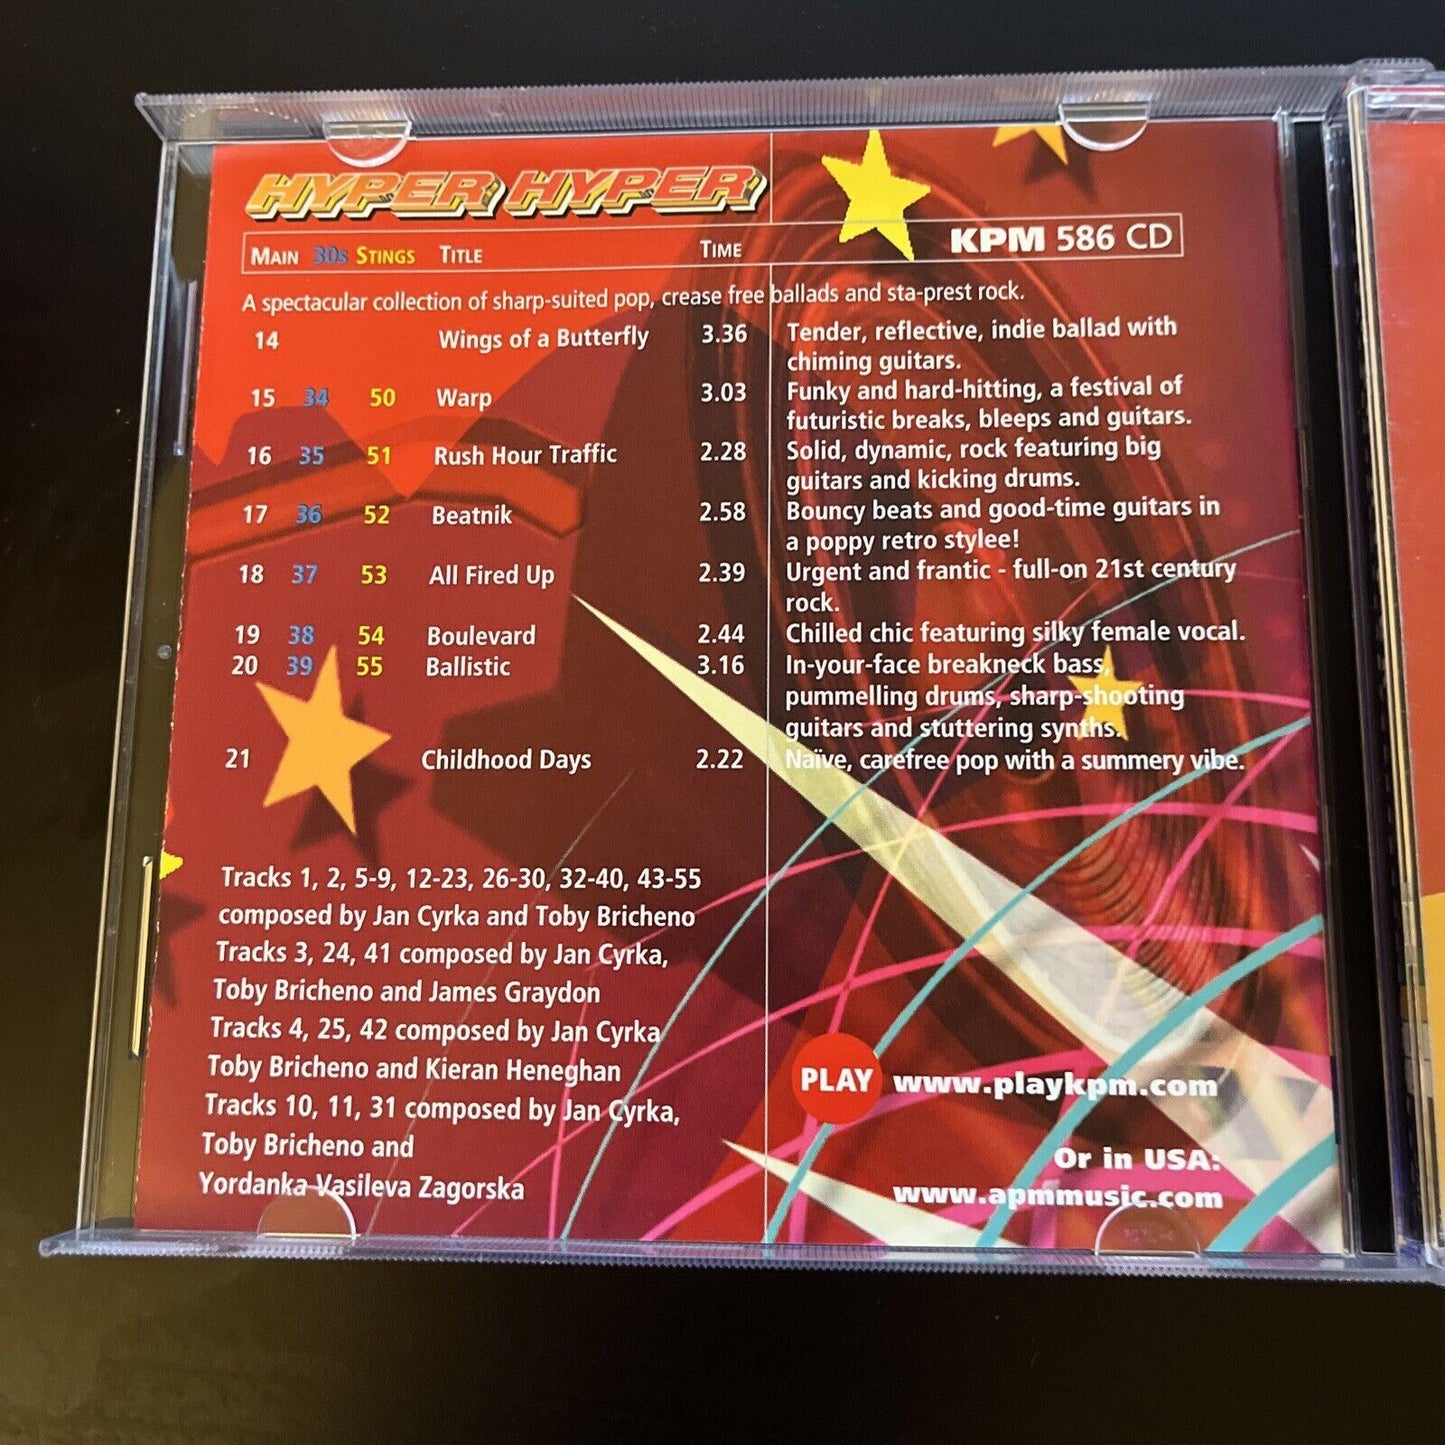 HYPER HYPER
MAIN 30s STINGS TITLE TIME KPM 586 CD
A spectacular collection of sharp-suited pop, crease free ballads and sta-prest rock.
14 Wings of a Butterfly 3.36 Tender, reflective, indie ballad with
chiming guitars.
15 34 50 Warp 3.03 Funky and hard-hitting, a festival of
futuristic breaks, bleeps and guitars.
16 35 51 Rush Hour Traffic 2.28 Solid, dynamic, rock featuring big
guitars and kicking drums.
17 36 52 Beatnik 2.58 Bouncy beats and good-time guitars in
a poppy retro stylee!
18 37 53 All Fired Up 2.39 Urgent and frantic - full-on 21st century
rock.
19 38 54 Boulevard 2.44 Chilled chic featuring silky female vocal.
20 39 55 Ballistic 3.16 In-your-face breakneck bass,
pummelling drums, sharp-shooting
guitars and stuttering synths.
21 Childhood Days 2.22 Naïve, carefree pop with a summery vibe.
Tracks 1, 2, 5-9, 12-23, 26-30, 32-40, 43-55
composed by Jan Cyrka and Toby Bricheno
Tracks 3, 24, 41 composed by Jan Cyrka,
Toby Bricheno and James Graydon
Tracks 4, 25, 42 composed by Jan Cyrka
Toby Bricheno and Kieran Heneghan
Tracks 10, 11, 31 composed by Jan Cyrka,
Toby Bricheno and
Yordanka Vasileva Zagorska
PLAY www.playkpm.com
Or in USA:
www.apmmusic.com